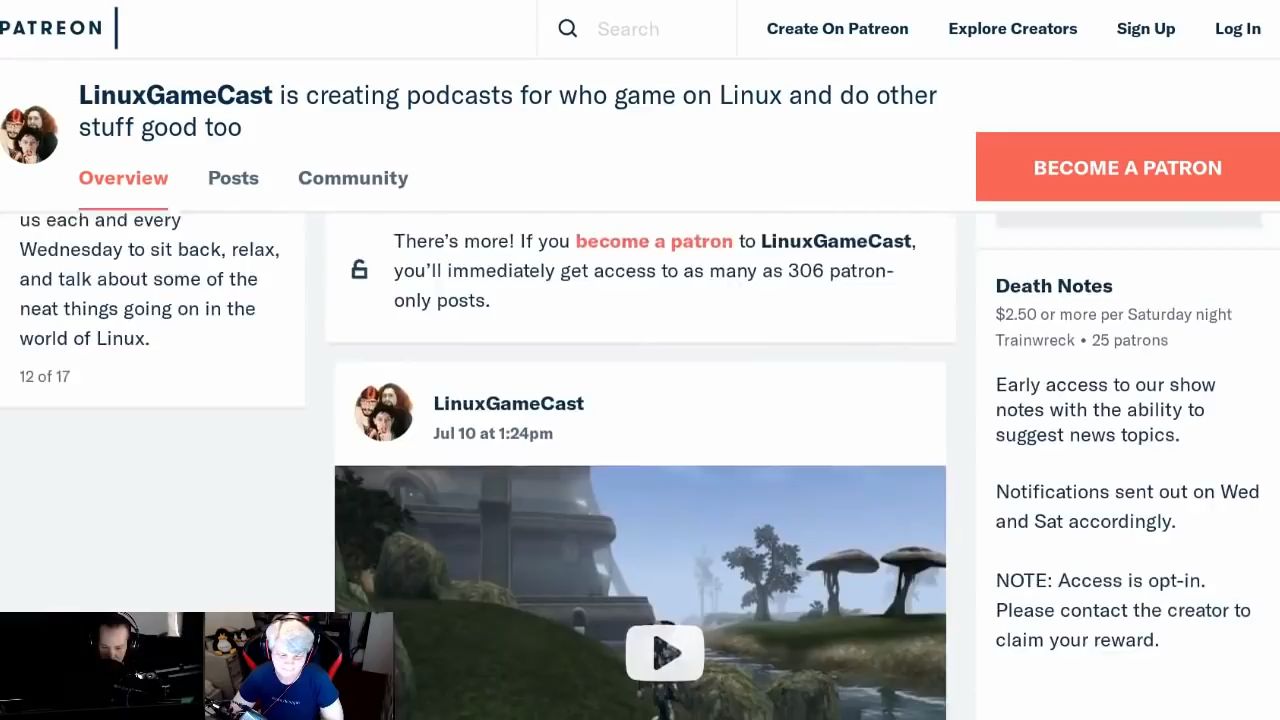 PATREON
Search
Create On Patreon
Explore Creators
Sign Up
Log In
LinuxGameCast is creating podcasts for who game on Linux and do other
stuff good too
Overview
Posts
Community
BECOME A PATRON
us each and every
Wednesday to sit back, relax,
and talk about some of the
neat things going on in the
world of Linux.
12 of 17
There's more! If you become a patron to LinuxGameCast,
you'll immediately get access to as many as 306 patron-
only posts.
LinuxGameCast
Jul 10 at 1:24pm
Death Notes
$2.50 or more per Saturday night
Trainwreck • 25 patrons
Early access to our show
notes with the ability to
suggest news topics.
Notifications sent out on Wed
and Sat accordingly.
NOTE: Access is opt-in.
Please contact the creator to
claim your reward.